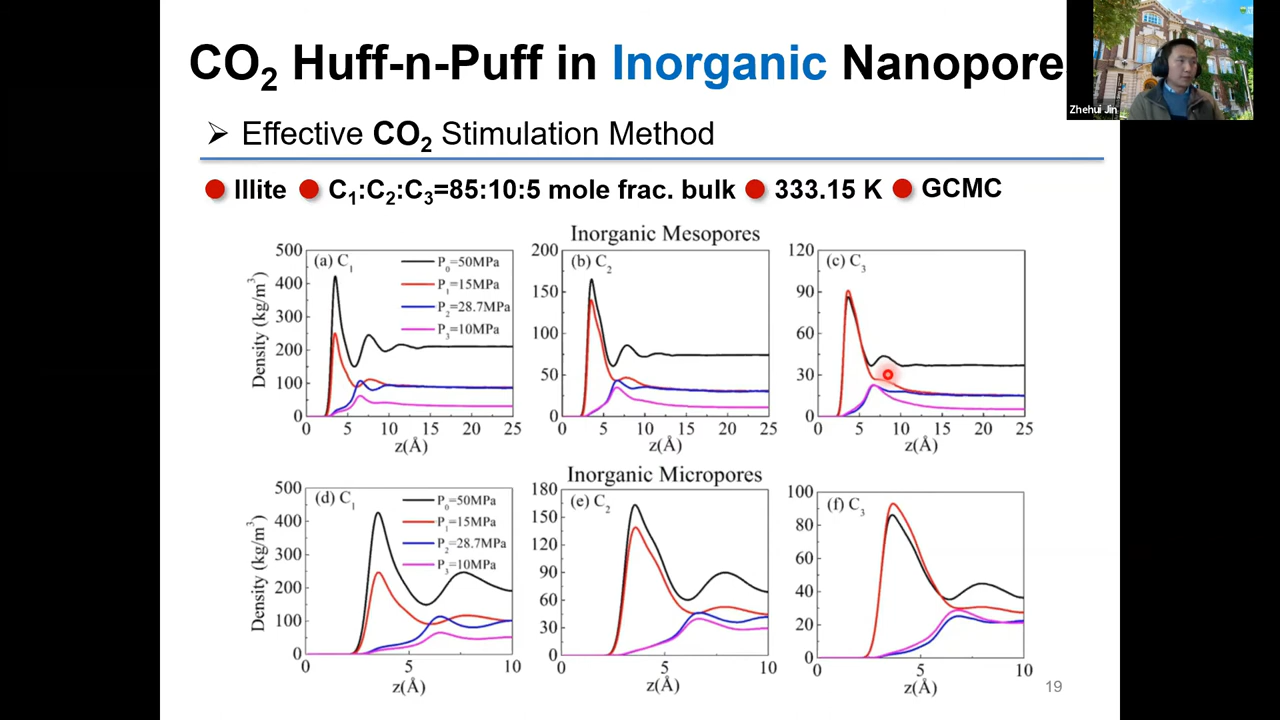 CO₂ Huff-n-Puff in Inorganic Nanopore
Zhehui Jin
➢ Effective CO₂ Stimulation Method
● Illite ● C₁:C₂:C₃=85:10:5 mole frac. bulk ● 333.15 K ● GCMC
Inorganic Mesopores
(a) C₁
P₀=50MPa
P₁=15MPa
P₂=28.7MPa
P₃=10MPa
Density (kg/m³)
500
400
300
200
100
0
0 5 10 15 20 25
z(Å)
(b) C₂
200
150
100
50
0
0 5 10 15 20 25
z(Å)
(c) C₃
120
90
60
30
0
0 5 10 15 20 25
z(Å)
Inorganic Micropores
(d) C₁
P₀=50MPa
P₁=15MPa
P₂=28.7MPa
P₃=10MPa
Density (kg/m³)
500
400
300
200
100
0
0 5 10
z(Å)
(e) C₂
180
150
120
90
60
30
0
0 5 10
z(Å)
(f) C₃
100
80
60
40
20
0
0 5 10
z(Å)
19